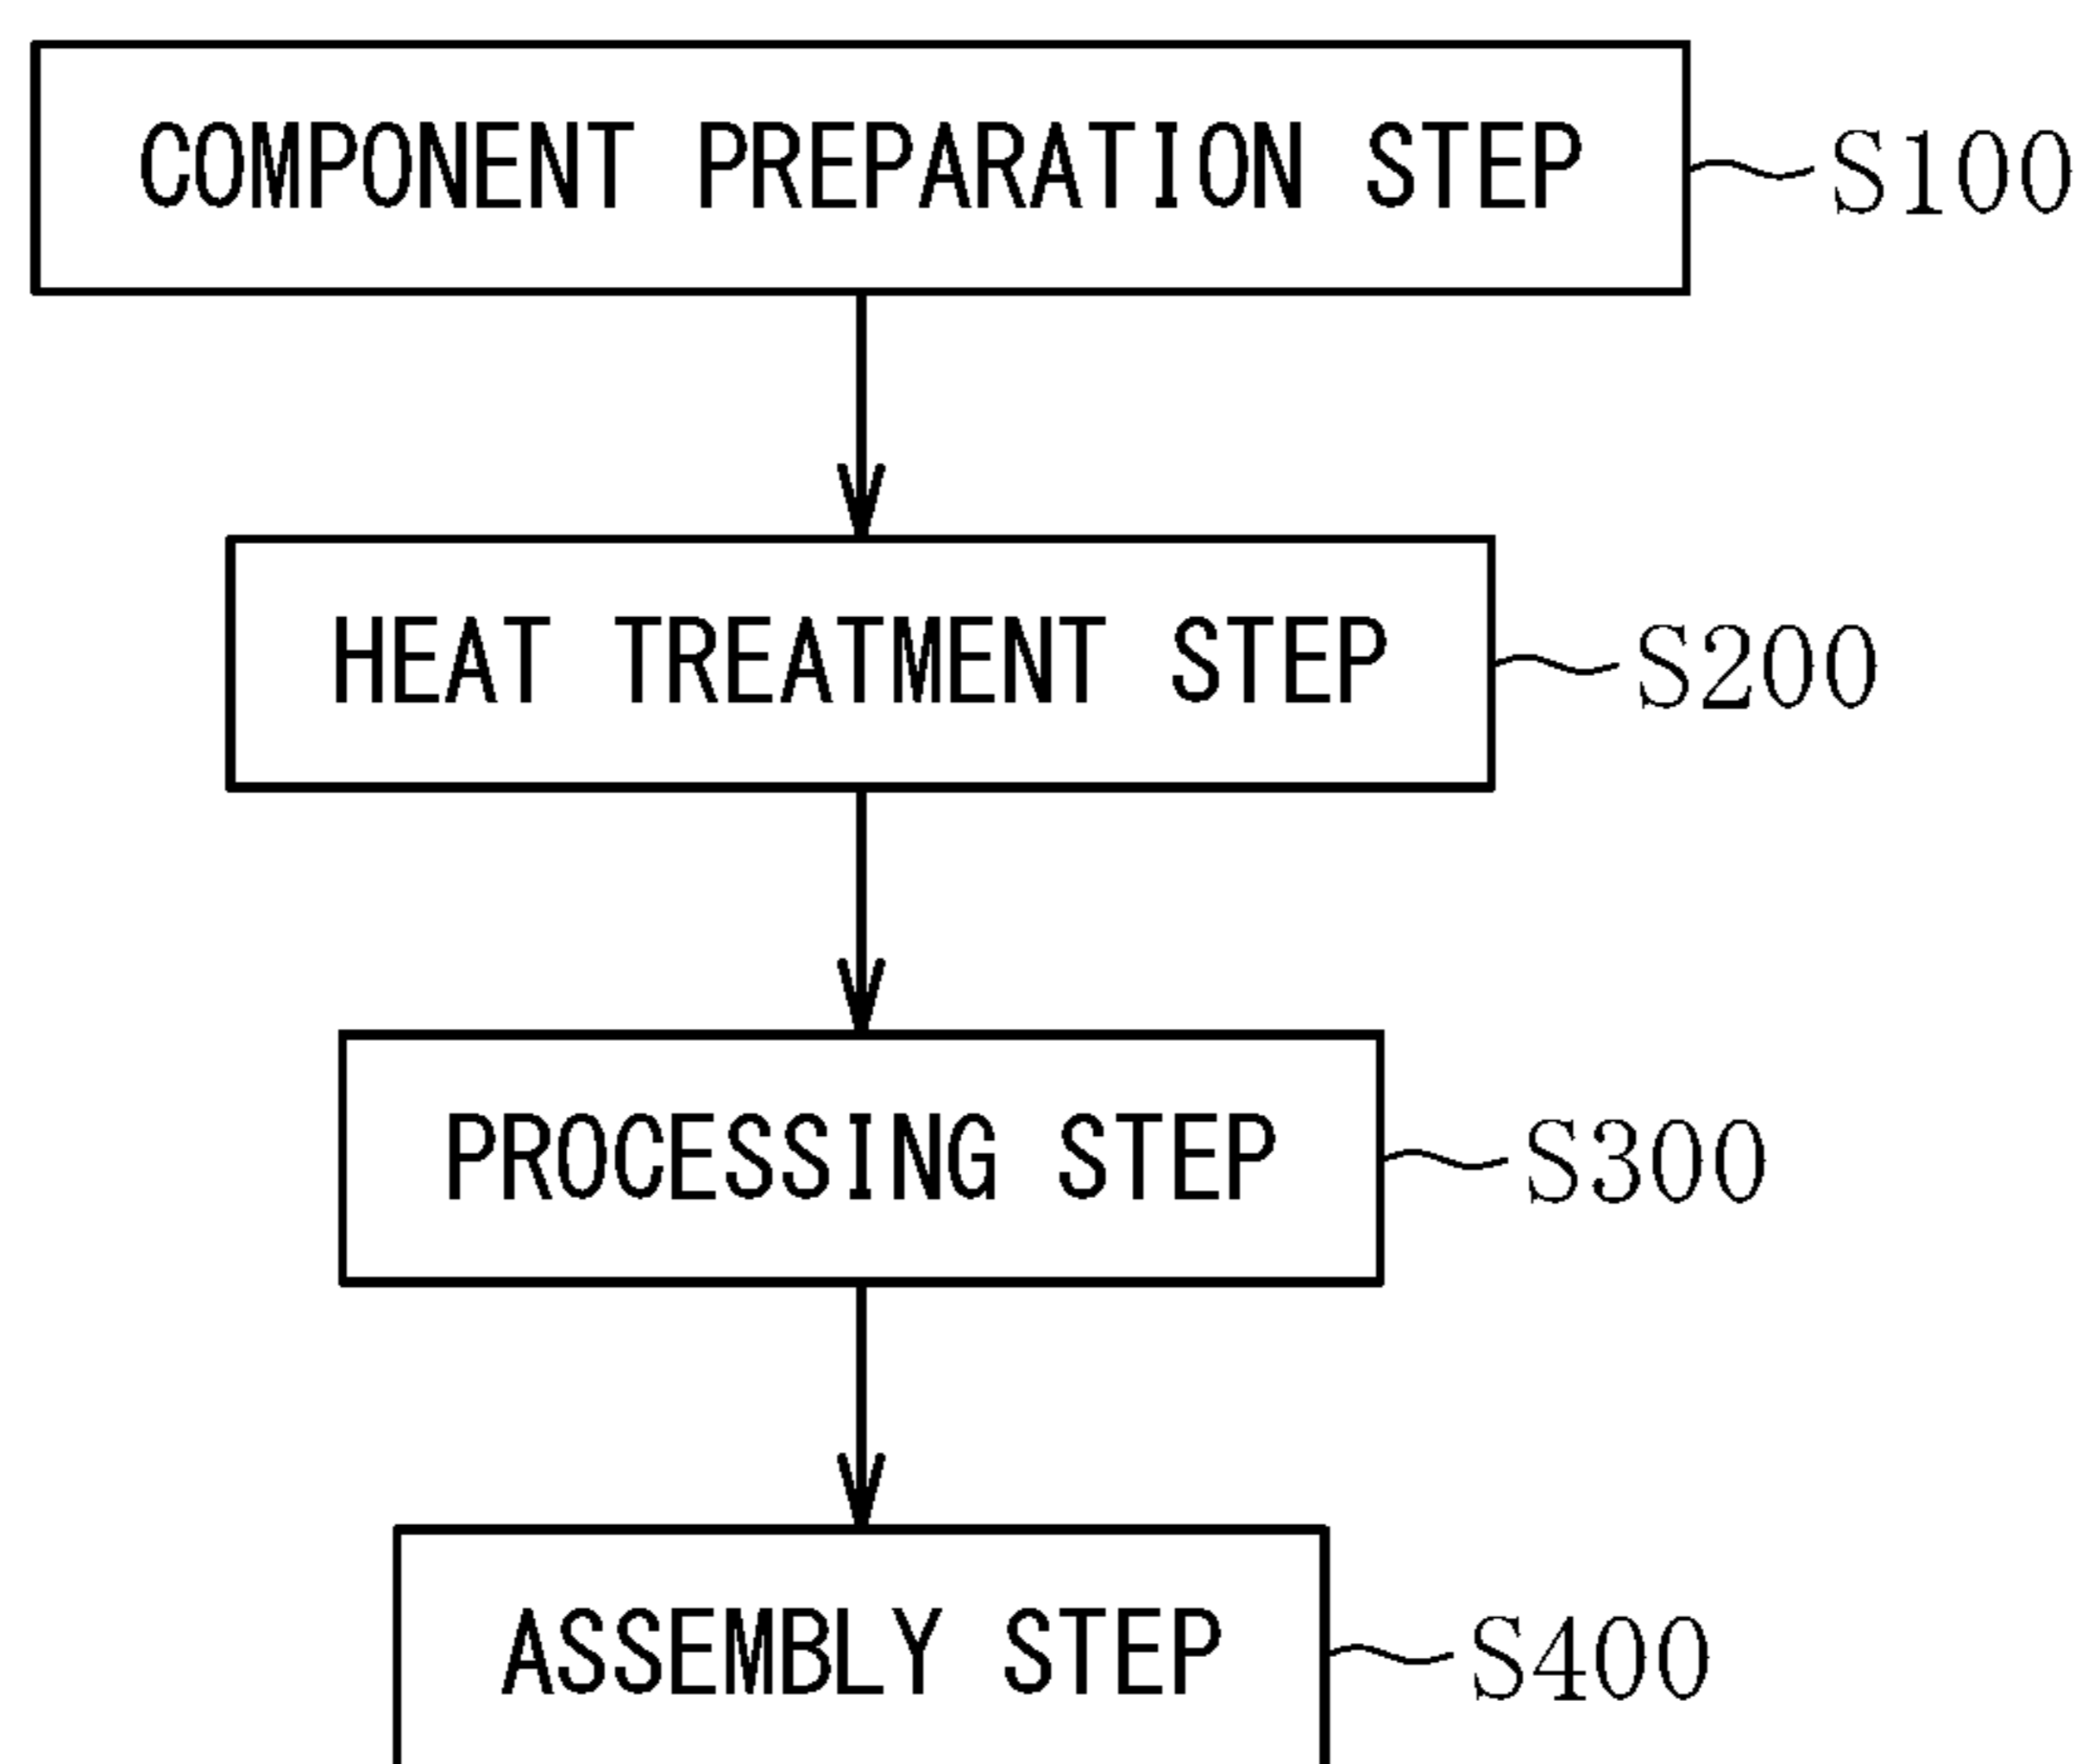 COMPONENT PREPARATION STEP S100
HEAT TREATMENT STEP S200
PROCESSING STEP S300
ASSEMBLY STEP S400